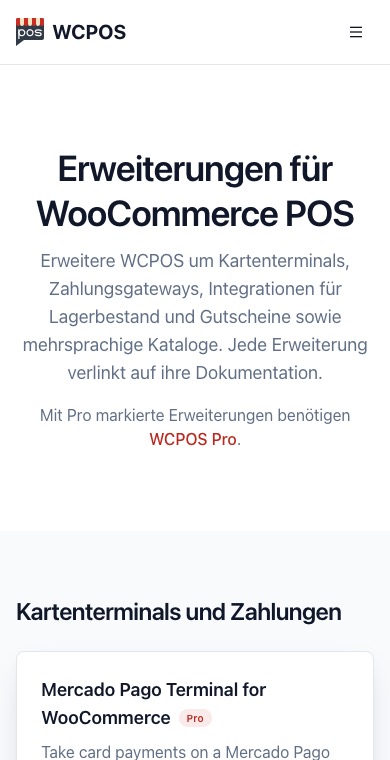 pos WCPOS
Erweiterungen für
WooCommerce POS
Erweitere WCPOS um Kartenterminals,
Zahlungsgateways, Integrationen für
Lagerbestand und Gutscheine sowie
mehrsprachige Kataloge. Jede Erweiterung
verlinkt auf ihre Dokumentation.
Mit Pro markierte Erweiterungen benötigen
WCPOS Pro.
Kartenterminals und Zahlungen
Mercado Pago Terminal for
WooCommerce Pro
Take card payments on a Mercado Pago